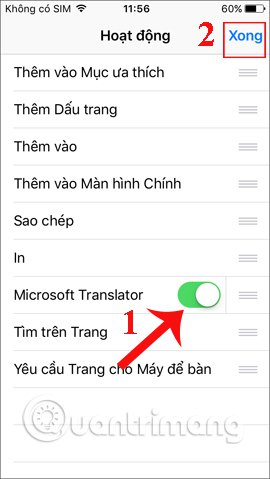 Không có SIM 11:56 60%
Hoạt động 2 Xong
Thêm vào Mục ưa thích
Thêm Dấu trang
Thêm vào
Thêm vào Màn hình Chính
Sao chép
In
Microsoft Translator
1
Tìm trên Trang
Yêu cầu Trang cho Máy để bàn
Quantrimang